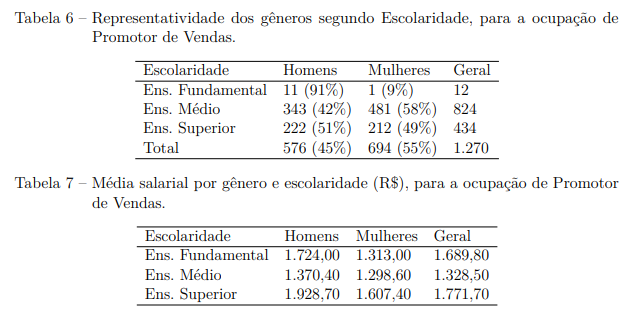 Tabela 6 – Representatividade dos gêneros segundo Escolaridade, para a ocupação de
Promotor de Vendas.
Escolaridade Homens Mulheres Geral
Ens. Fundamental 11 (91%) 1 (9%) 12
Ens. Médio 343 (42%) 481 (58%) 824
Ens. Superior 222 (51%) 212 (49%) 434
Total 576 (45%) 694 (55%) 1.270
Tabela 7 – Média salarial por gênero e escolaridade (R$), para a ocupação de Promotor
de Vendas.
Escolaridade Homens Mulheres Geral
Ens. Fundamental 1.724,00 1.313,00 1.689,80
Ens. Médio 1.370,40 1.298,60 1.328,50
Ens. Superior 1.928,70 1.607,40 1.771,70